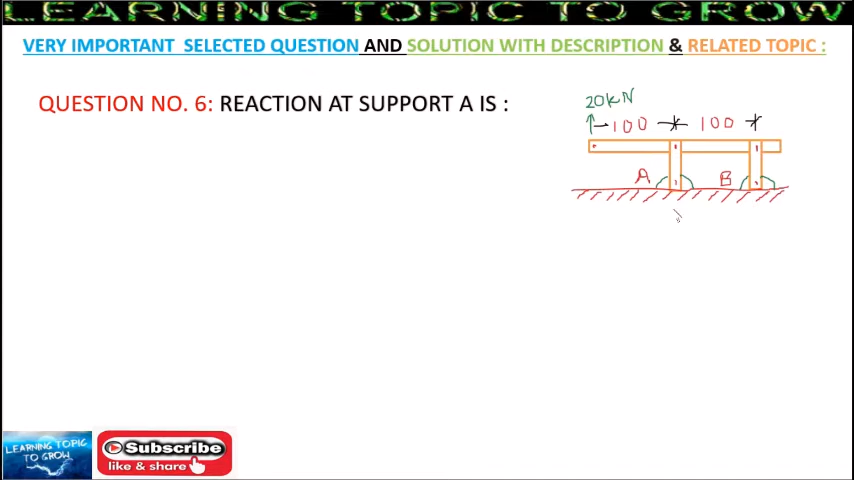 LEARNING TOPIC TO GROW
VERY IMPORTANT SELECTED QUESTION AND SOLUTION WITH DESCRIPTION & RELATED TOPIC :
QUESTION NO. 6: REACTION AT SUPPORT A IS :
20kN
100 100
A B
LEARNING TOPIC
TO GROW
Subscribe
like & share